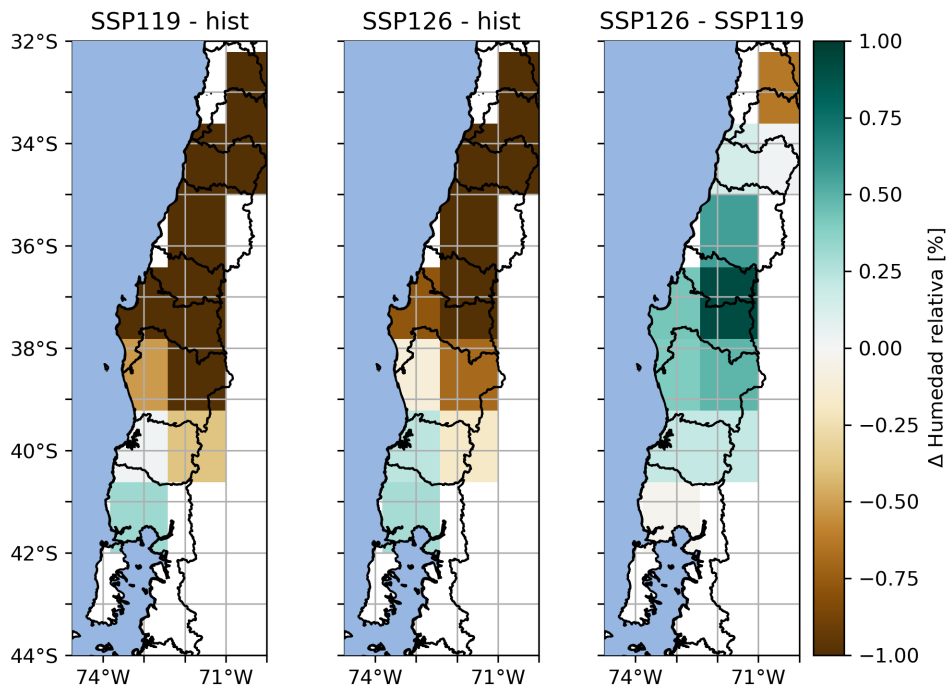 SSP119 - hist
SSP126 - hist
SSP126 - SSP119
32°S
34°S
36°S
38°S
40°S
42°S
44°S
74°W 71°W
74°W 71°W
74°W 71°W
1.00
0.75
0.50
0.25
0.00
−0.25
−0.50
−0.75
−1.00
Δ Humedad relativa [%]